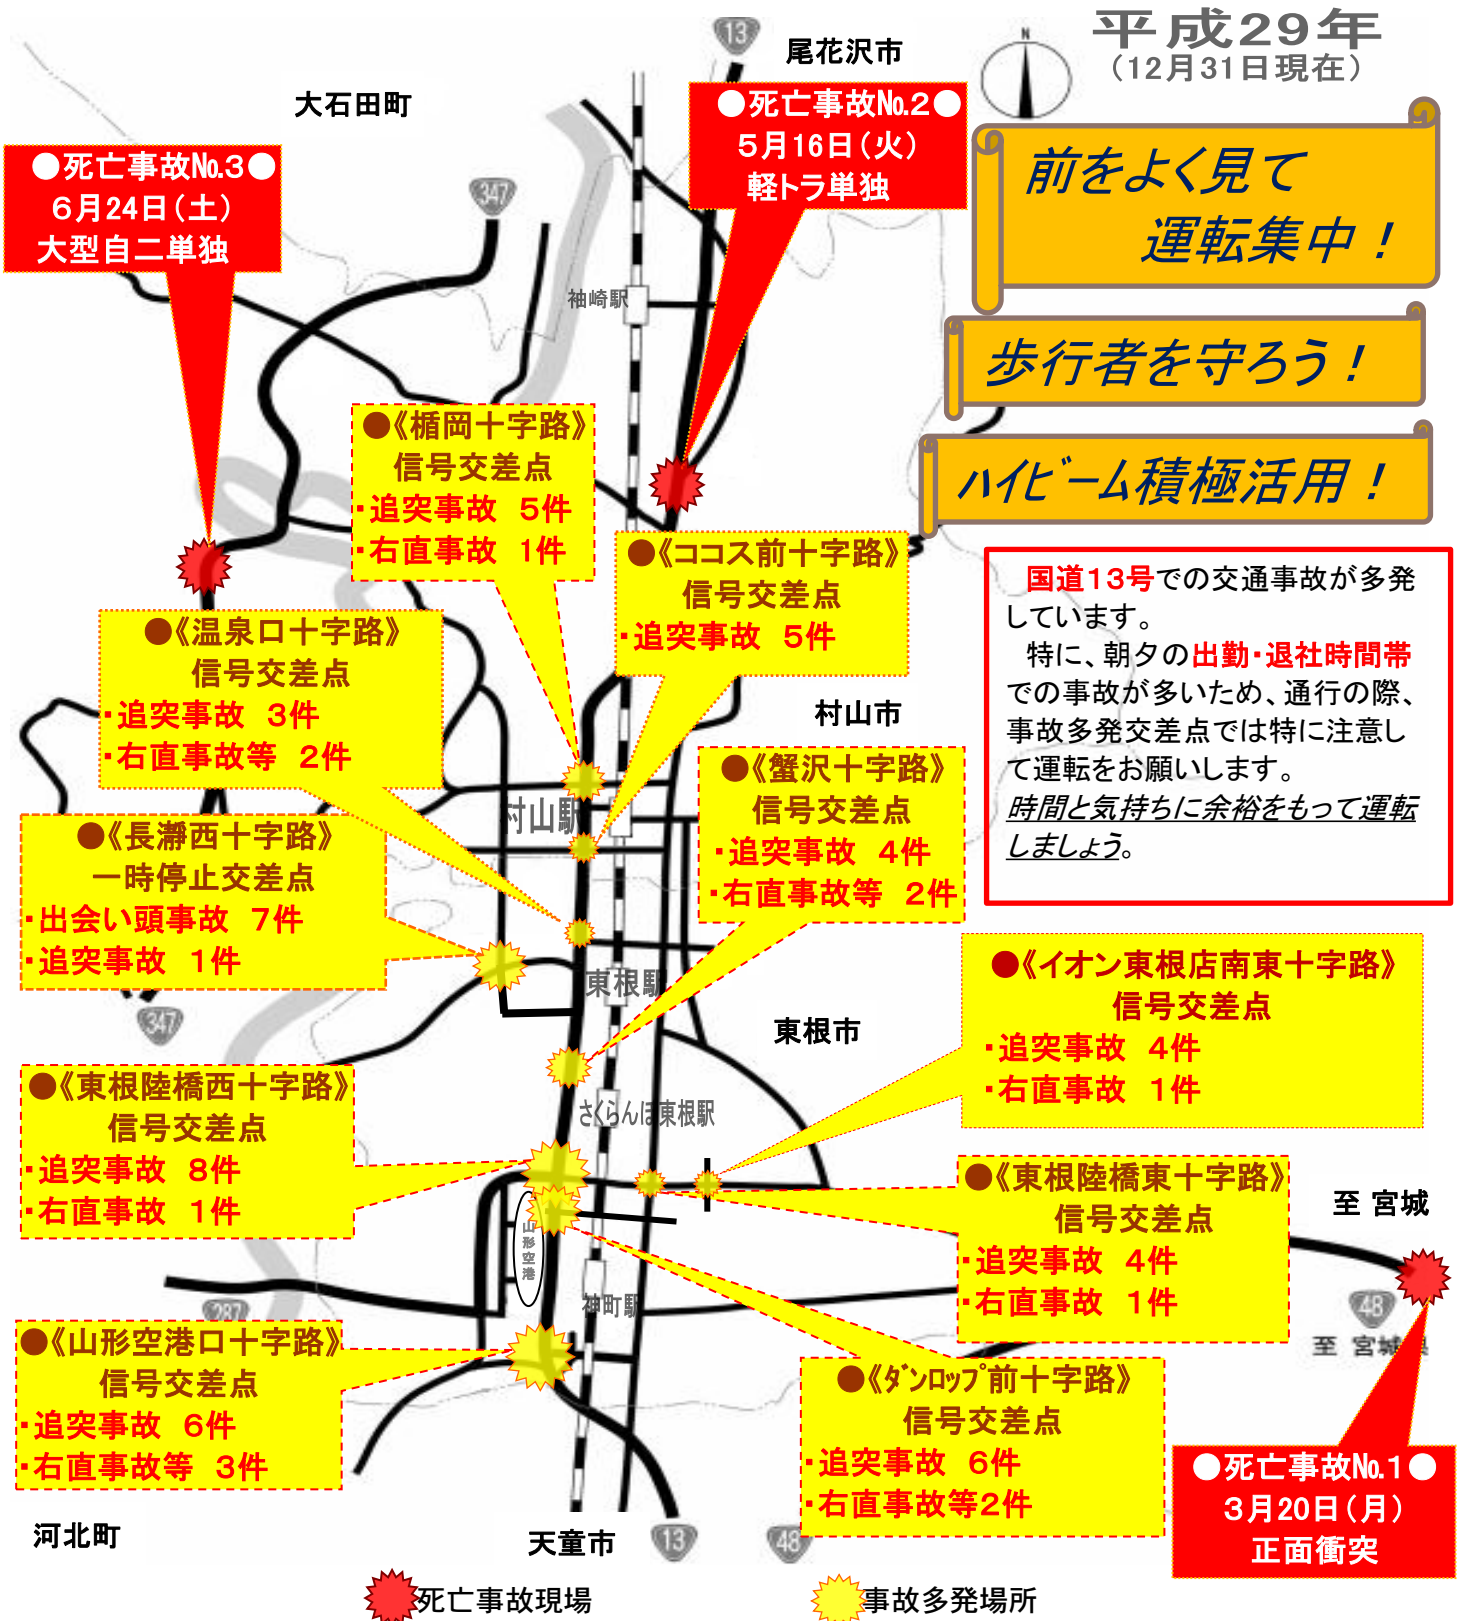 平成29年
（12月31日現在）
13
尾花沢市
N
大石田町
●死亡事故№2●
５月16日（火）
軽トラ単独
●死亡事故№3●
６月24日（土）
大型自二単独
347
前をよく見て
運転集中！
袖崎駅
歩行者を守ろう！
ハイビーム積極活用！
●《楯岡十字路》
信号交差点
・追突事故　５件
・右直事故　１件
●《ココス前十字路》
信号交差点
・追突事故　５件
国道１３号での交通事故が多発
しています。
特に、朝夕の出勤・退社時間帯
での事故が多いため、通行の際、
事故多発交差点では特に注意し
て運転をお願いします。
時間と気持ちに余裕をもって運転
しましょう。
●《温泉口十字路》
信号交差点
・追突事故　３件
・右直事故等　２件
村山市
●《蟹沢十字路》
信号交差点
・追突事故　４件
・右直事故等　２件
村山駅
●《長瀞西十字路》
一時停止交差点
・出会い頭事故　７件
・追突事故　１件
東根駅
347
東根市
●《イオン東根店南東十字路》
信号交差点
・追突事故　４件
・右直事故　１件
●《東根陸橋西十字路》
信号交差点
・追突事故　８件
・右直事故　１件
さくらんぼ東根駅
●《東根陸橋東十字路》
信号交差点
・追突事故　４件
・右直事故　１件
至 宮城
山形空港
神町駅
287
48
至 宮城県
●《山形空港口十字路》
信号交差点
・追突事故　６件
・右直事故等　３件
●《ダンロップ前十字路》
信号交差点
・追突事故　６件
・右直事故等２件
●死亡事故№1●
３月20日（月）
正面衝突
河北町
天童市
13
48
死亡事故現場
事故多発場所